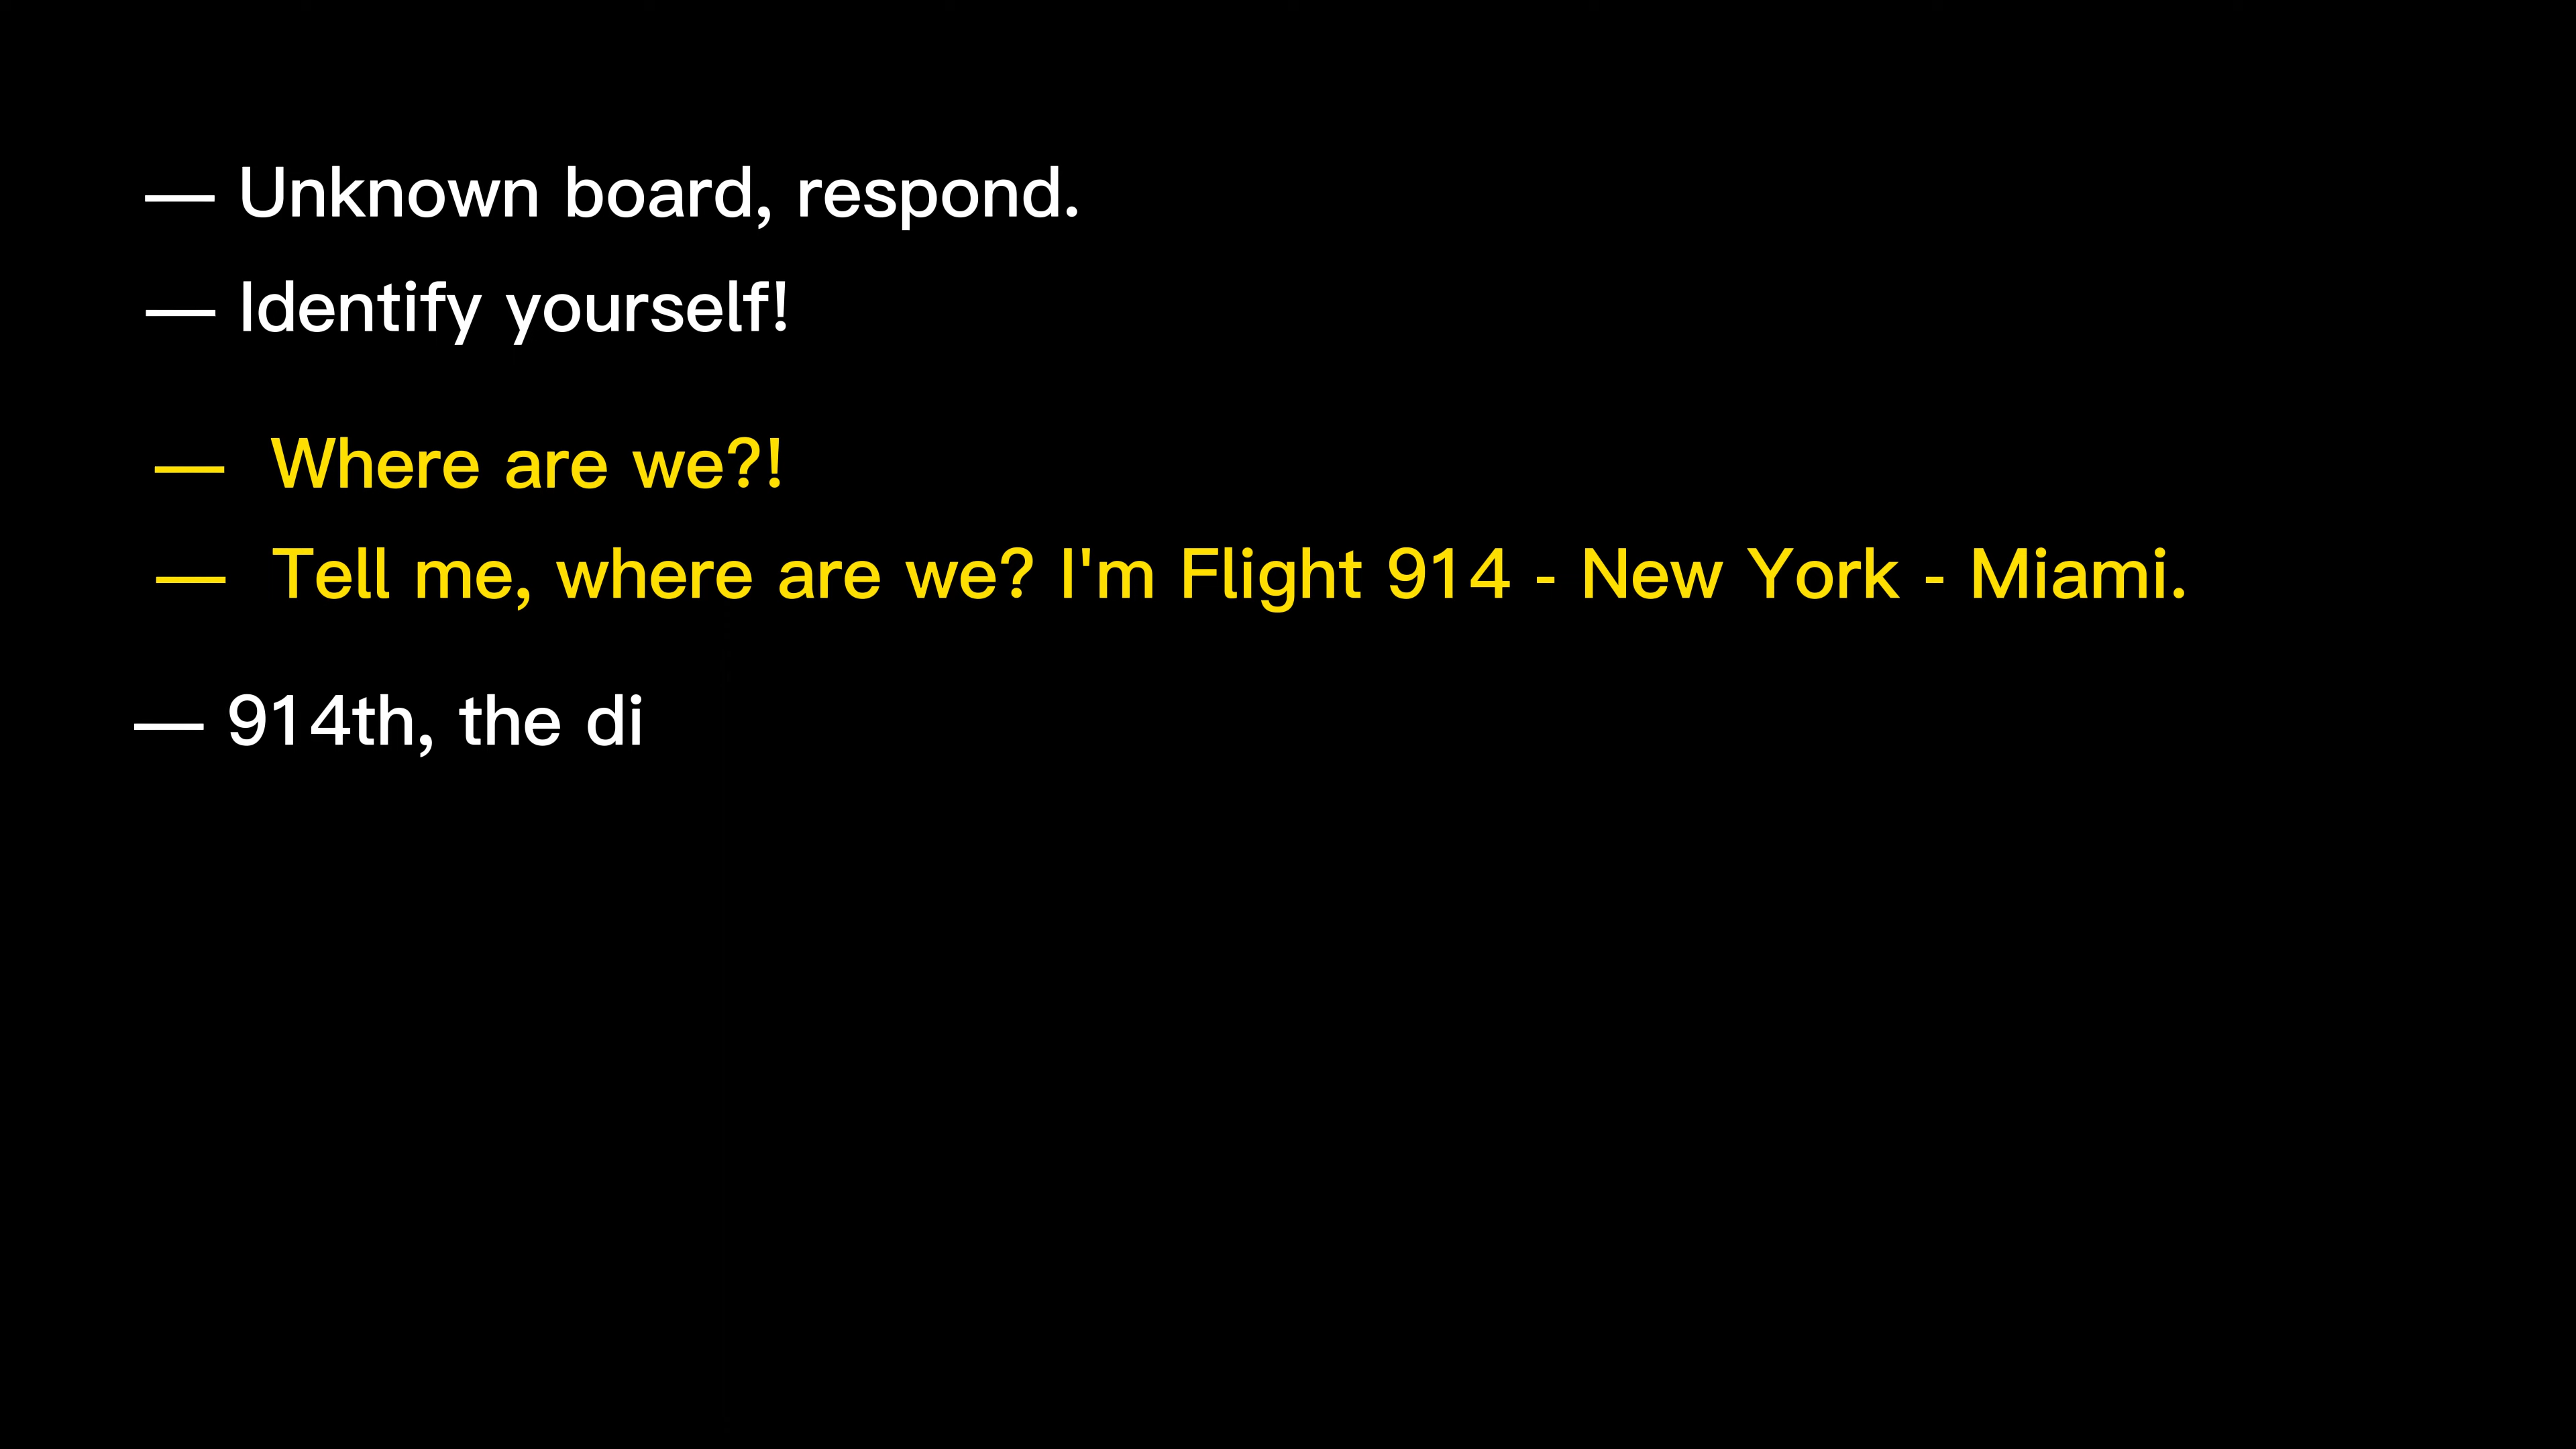 — Unknown board, respond.
— Identify yourself!
— Where are we?!
— Tell me, where are we? I'm Flight 914 - New York - Miami.
— 914th, the di